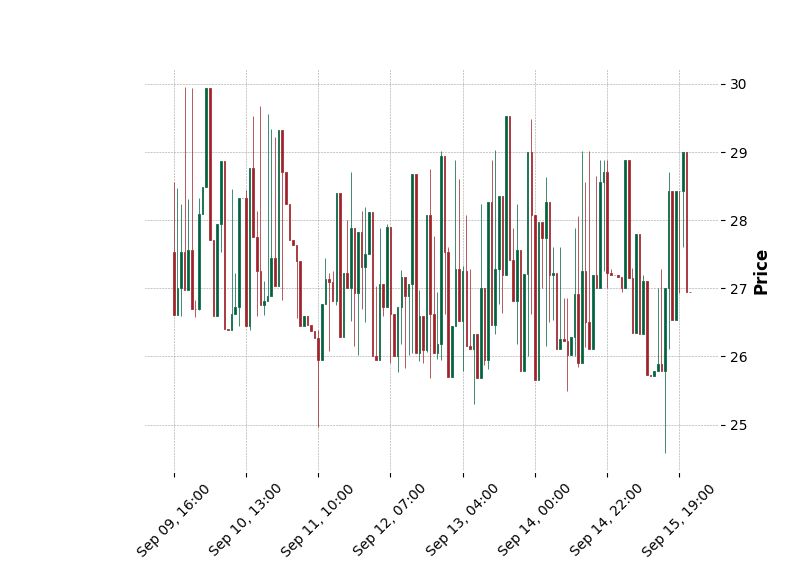 30
29
28
27
26
25
Price
Sep 09, 16:00
Sep 10, 13:00
Sep 11, 10:00
Sep 12, 07:00
Sep 13, 04:00
Sep 14, 00:00
Sep 14, 22:00
Sep 15, 19:00